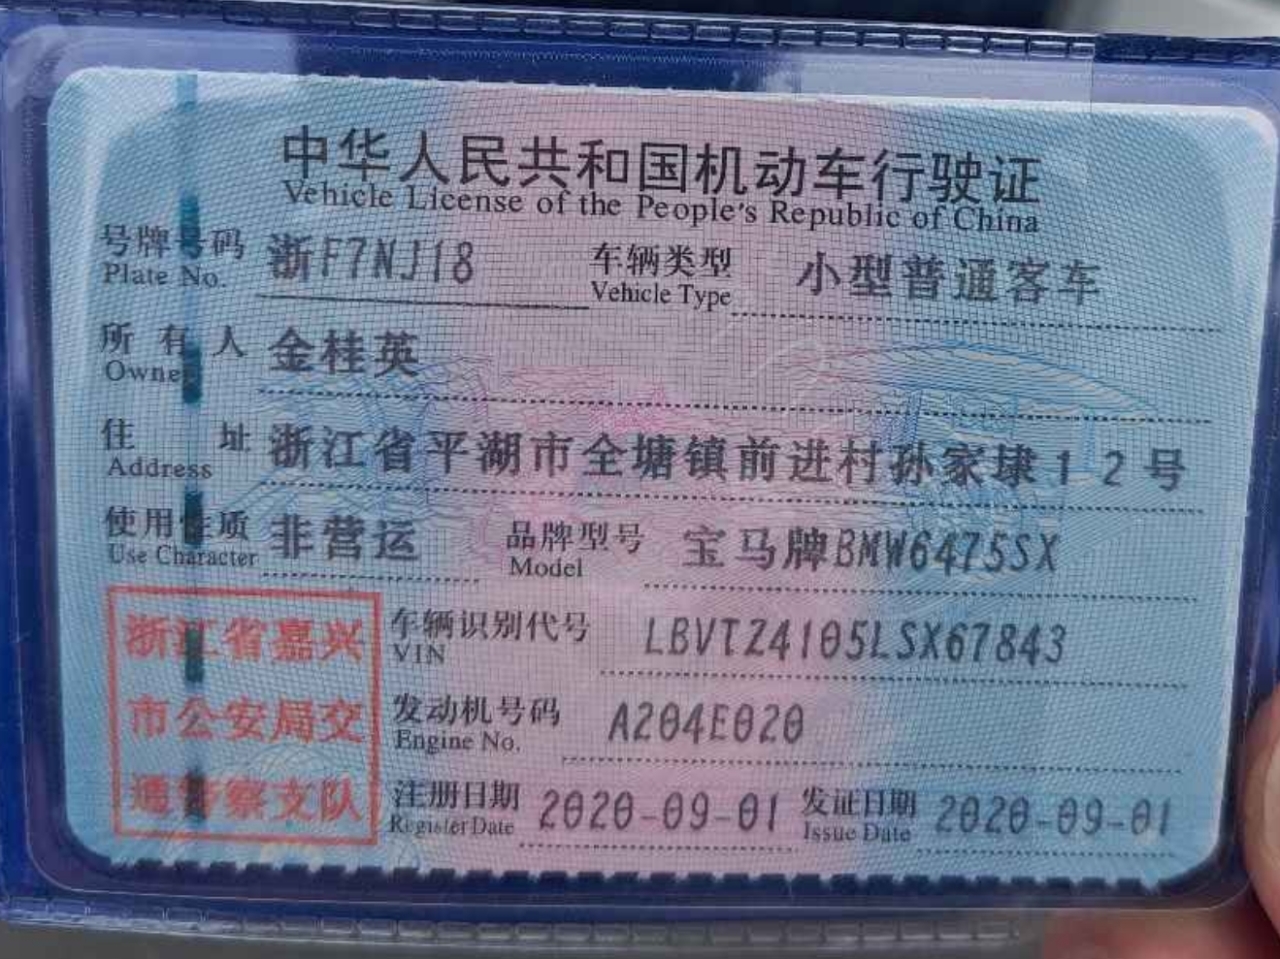 中华人民共和国机动车行驶证
Vehicle License of the People's Republic of China
号牌号码 浙F7NJ18 车辆类型 小型普通客车
Plate No. Vehicle Type
所有人 金桂英
Owner
住址 浙江省平湖市全塘镇前进村孙家埭12号
Address
使用性质 非营运 品牌型号 宝马牌BMW6475SX
Use Character Model
浙江省嘉兴
市公安局交
通警察支队
车辆识别代号 LBVTZ4105LSX67843
VIN
发动机号码 A204E020
Engine No.
注册日期 2020-09-01 发证日期 2020-09-01
Register Date Issue Date